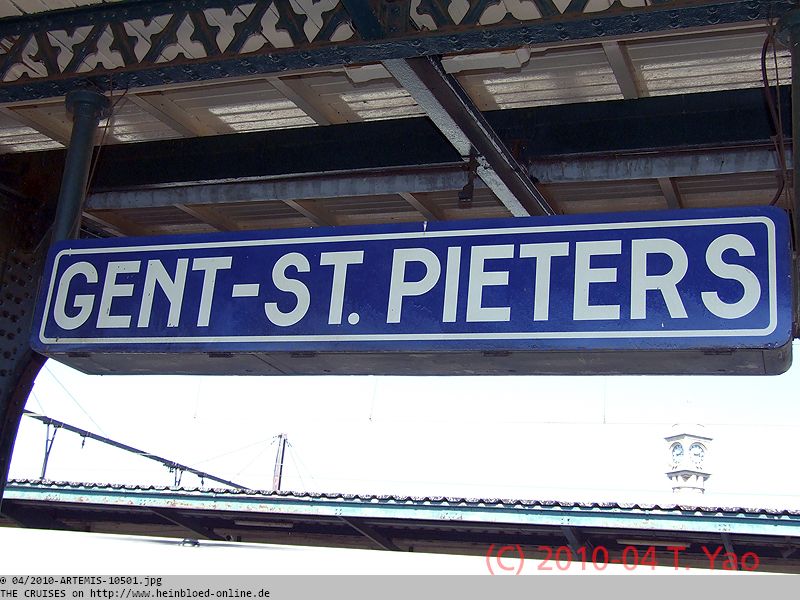 GENT-ST. PIETERS
(C) 2010-04 T. Yao
© 04/2010-ARTEMIS-10501.jpg
THE CRUISES on http://www.heinbloed-online.de